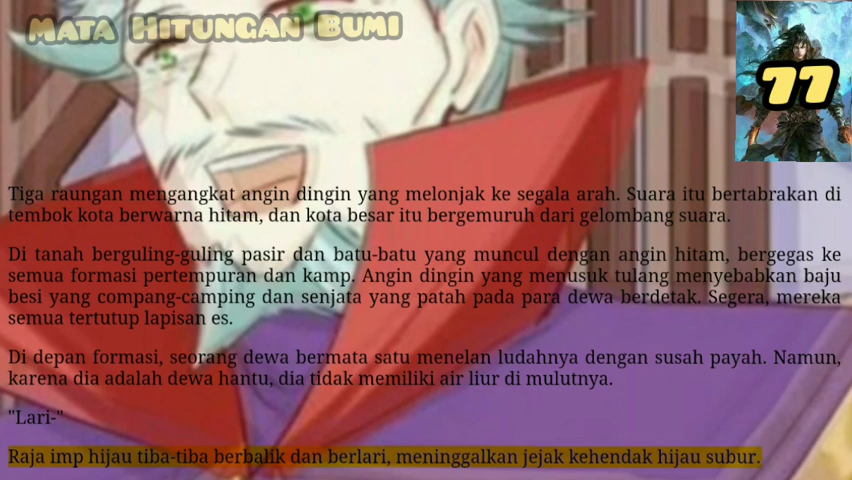 Mata Hitungan Bumi
77
Tiga raungan mengangkat angin dingin yang melonjak ke segala arah. Suara itu bertabrakan di
tembok kota berwarna hitam, dan kota besar itu bergemuruh dari gelombang suara.
Di tanah berguling-guling pasir dan batu-batu yang muncul dengan angin hitam, bergegas ke
semua formasi pertempuran dan kamp. Angin dingin yang menusuk tulang menyebabkan baju
besi yang compang-camping dan senjata yang patah pada para dewa berdetak. Segera, mereka
semua tertutup lapisan es.
Di depan formasi, seorang dewa bermata satu menelan ludahnya dengan susah payah. Namun,
karena dia adalah dewa hantu, dia tidak memiliki air liur di mulutnya.
"Lari-"
Raja imp hijau tiba-tiba berbalik dan berlari, meninggalkan jejak kehendak hijau subur.